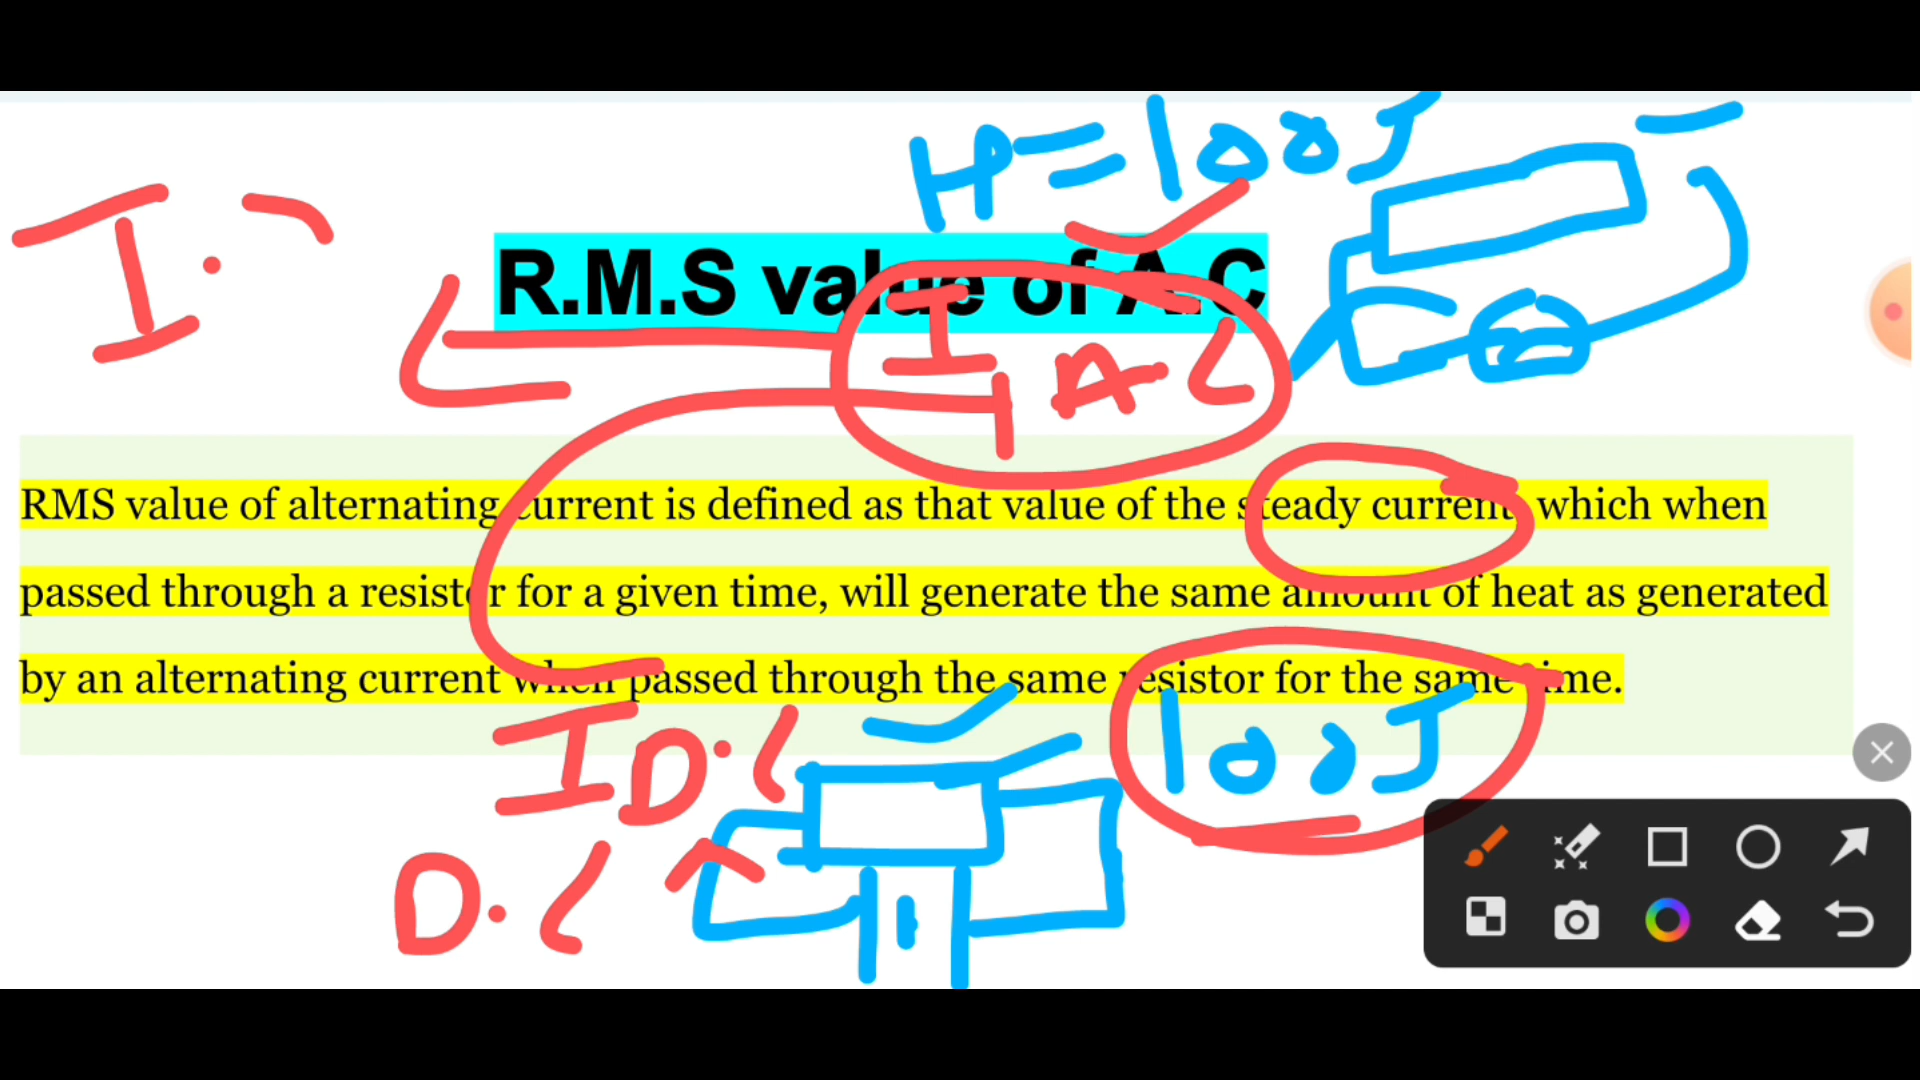 H=100J
I.
R.M.S value of A.C
I A C
RMS value of alternating current is defined as that value of the steady current, which when
passed through a resistor for a given time, will generate the same amount of heat as generated
by an alternating current when passed through the same resistor for the same time.
I D.C
100J
D.C